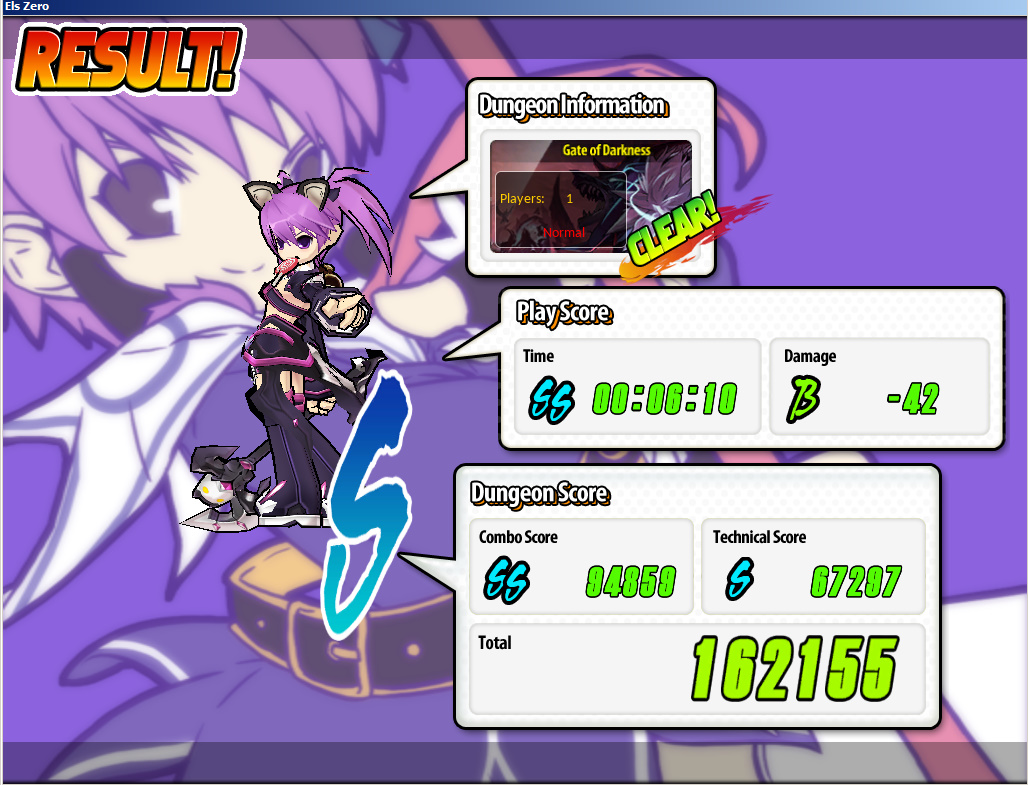 Els Zero
RESULT!
Dungeon Information
Gate of Darkness
Players: 1
Normal
CLEAR!
Play Score
Time
Damage
SS 00:06:10
B -42
S
Dungeon Score
Combo Score
Technical Score
SS 94859
S 67297
Total
162155